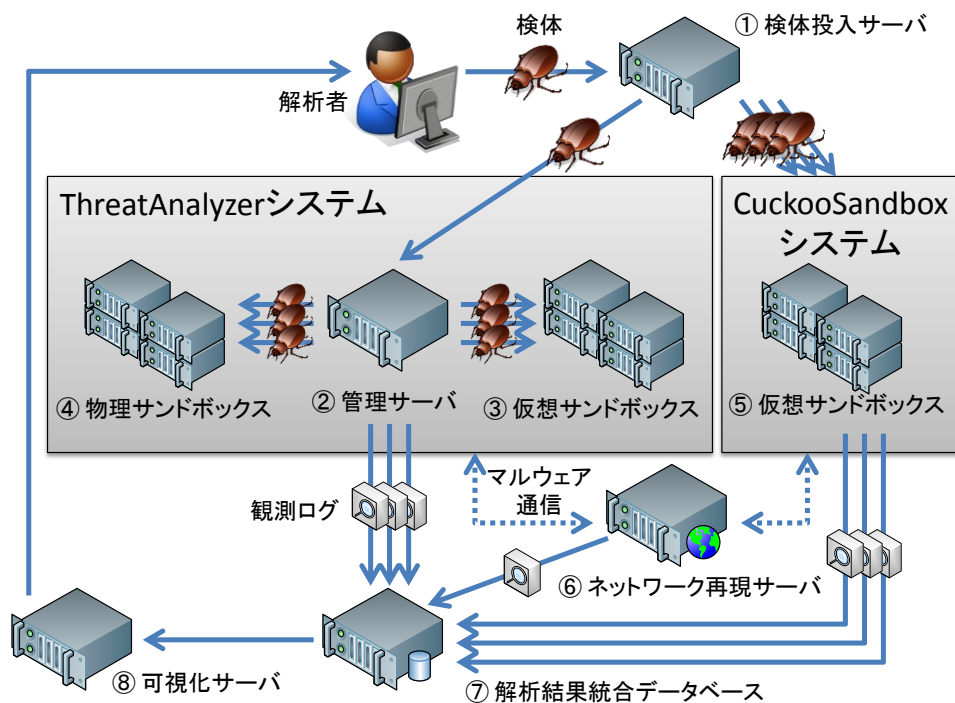 検体
① 検体投入サーバ
解析者
ThreatAnalyzerシステム
CuckooSandbox
システム
④ 物理サンドボックス
② 管理サーバ
③ 仮想サンドボックス
⑤ 仮想サンドボックス
観測ログ
マルウェア
通信
⑥ ネットワーク再現サーバ
⑧ 可視化サーバ
⑦ 解析結果統合データベース